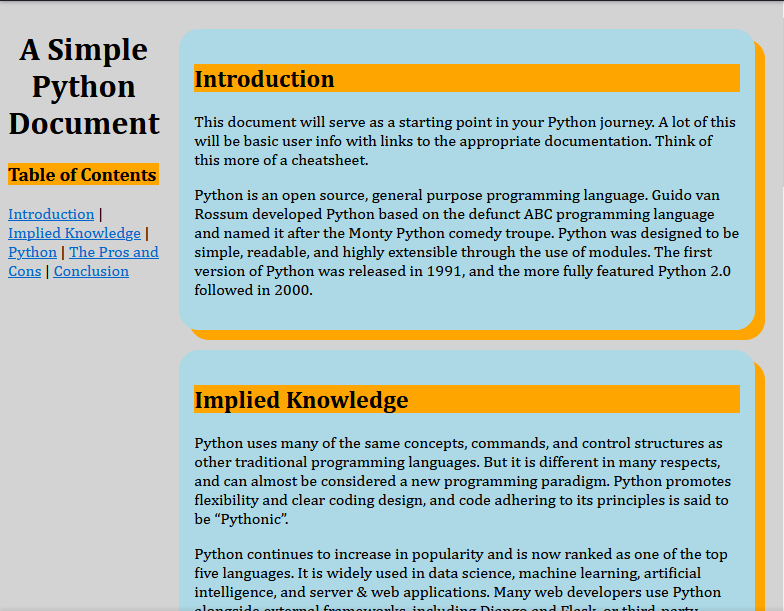 A Simple
Python
Document
Table of Contents
Introduction |
Implied Knowledge |
Python | The Pros and
Cons | Conclusion
Introduction
This document will serve as a starting point in your Python journey. A lot of this
will be basic user info with links to the appropriate documentation. Think of
this more of a cheatsheet.
Python is an open source, general purpose programming language. Guido van
Rossum developed Python based on the defunct ABC programming language
and named it after the Monty Python comedy troupe. Python was designed to be
simple, readable, and highly extensible through the use of modules. The first
version of Python was released in 1991, and the more fully featured Python 2.0
followed in 2000.
Implied Knowledge
Python uses many of the same concepts, commands, and control structures as
other traditional programming languages. But it is different in many respects,
and can almost be considered a new programming paradigm. Python promotes
flexibility and clear coding design, and code adhering to its principles is said to
be “Pythonic”.
Python continues to increase in popularity and is now ranked as one of the top
five languages. It is widely used in data science, machine learning, artificial
intelligence, and server & web applications. Many web developers use Python
alongside external frameworks, including Django and Flask, or third-party